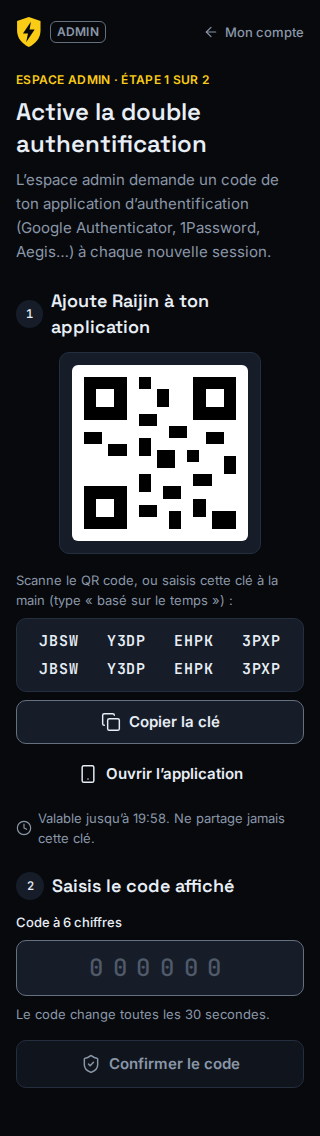 ADMIN
Mon compte
ESPACE ADMIN · ÉTAPE 1 SUR 2
Active la double
authentification
L’espace admin demande un code de
ton application d’authentification
(Google Authenticator, 1Password,
Aegis…) à chaque nouvelle session.
1
Ajoute Raijin à ton
application
Scanne le QR code, ou saisis cette clé à la
main (type « basé sur le temps ») :
JBSW Y3DP EHPK 3PXP
JBSW Y3DP EHPK 3PXP
Copier la clé
Ouvrir l’application
Valable jusqu’à 19:58. Ne partage jamais
cette clé.
2
Saisis le code affiché
Code à 6 chiffres
000000
Le code change toutes les 30 secondes.
Confirmer le code